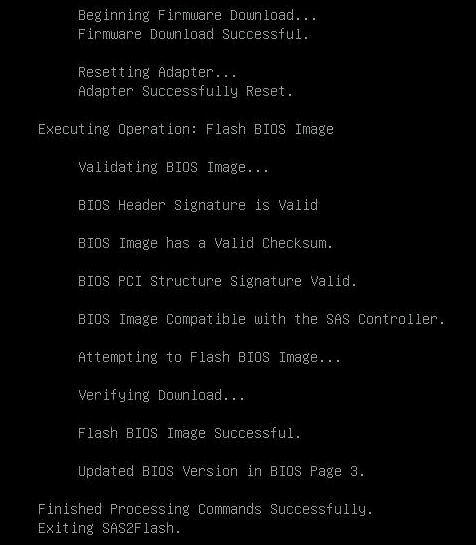 Beginning Firmware Download...
Firmware Download Successful.
Resetting Adapter...
Adapter Successfully Reset.
Executing Operation: Flash BIOS Image
Validating BIOS Image...
BIOS Header Signature is Valid
BIOS Image has a Valid Checksum.
BIOS PCI Structure Signature Valid.
BIOS Image Compatible with the SAS Controller.
Attempting to Flash BIOS Image...
Verifying Download...
Flash BIOS Image Successful.
Updated BIOS Version in BIOS Page 3.
Finished Processing Commands Successfully.
Exiting SAS2Flash.